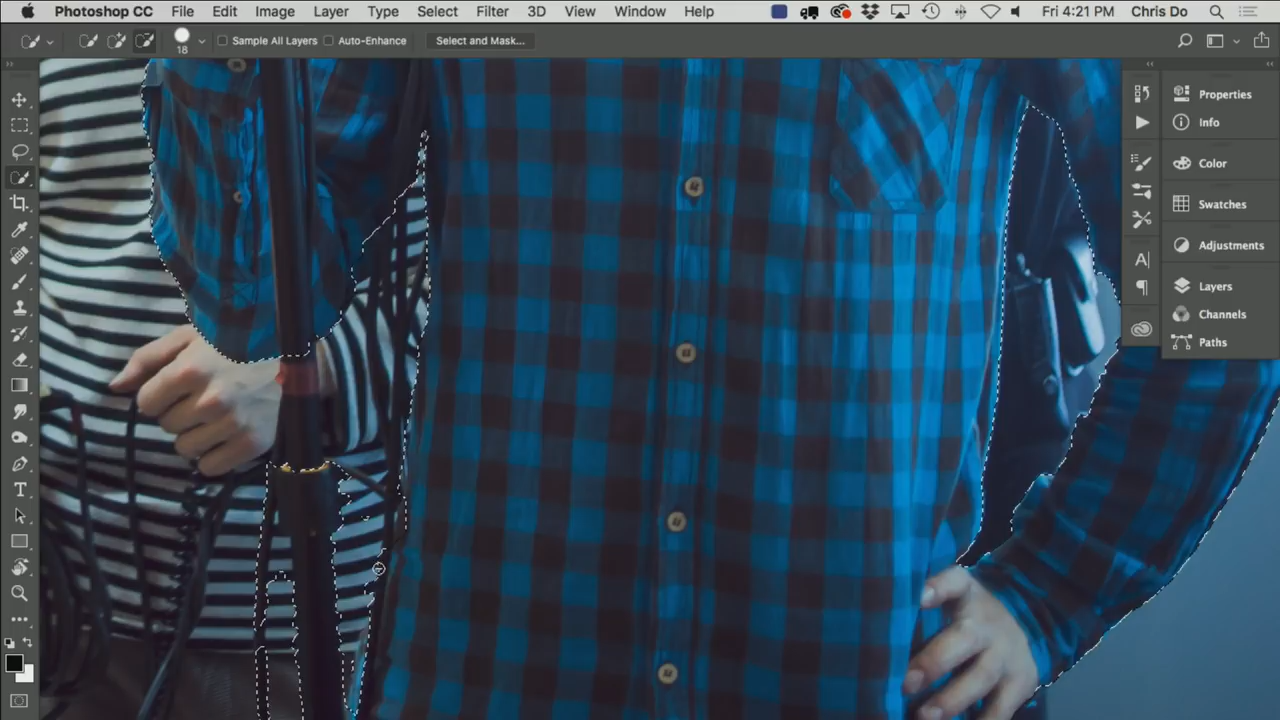 Photoshop CC File Edit Image Layer Type Select Filter 3D View Window Help Fri 4:21 PM Chris Do
18 Sample All Layers Auto-Enhance Select and Mask...
Properties
Info
Color
Swatches
Adjustments
Layers
Channels
Paths